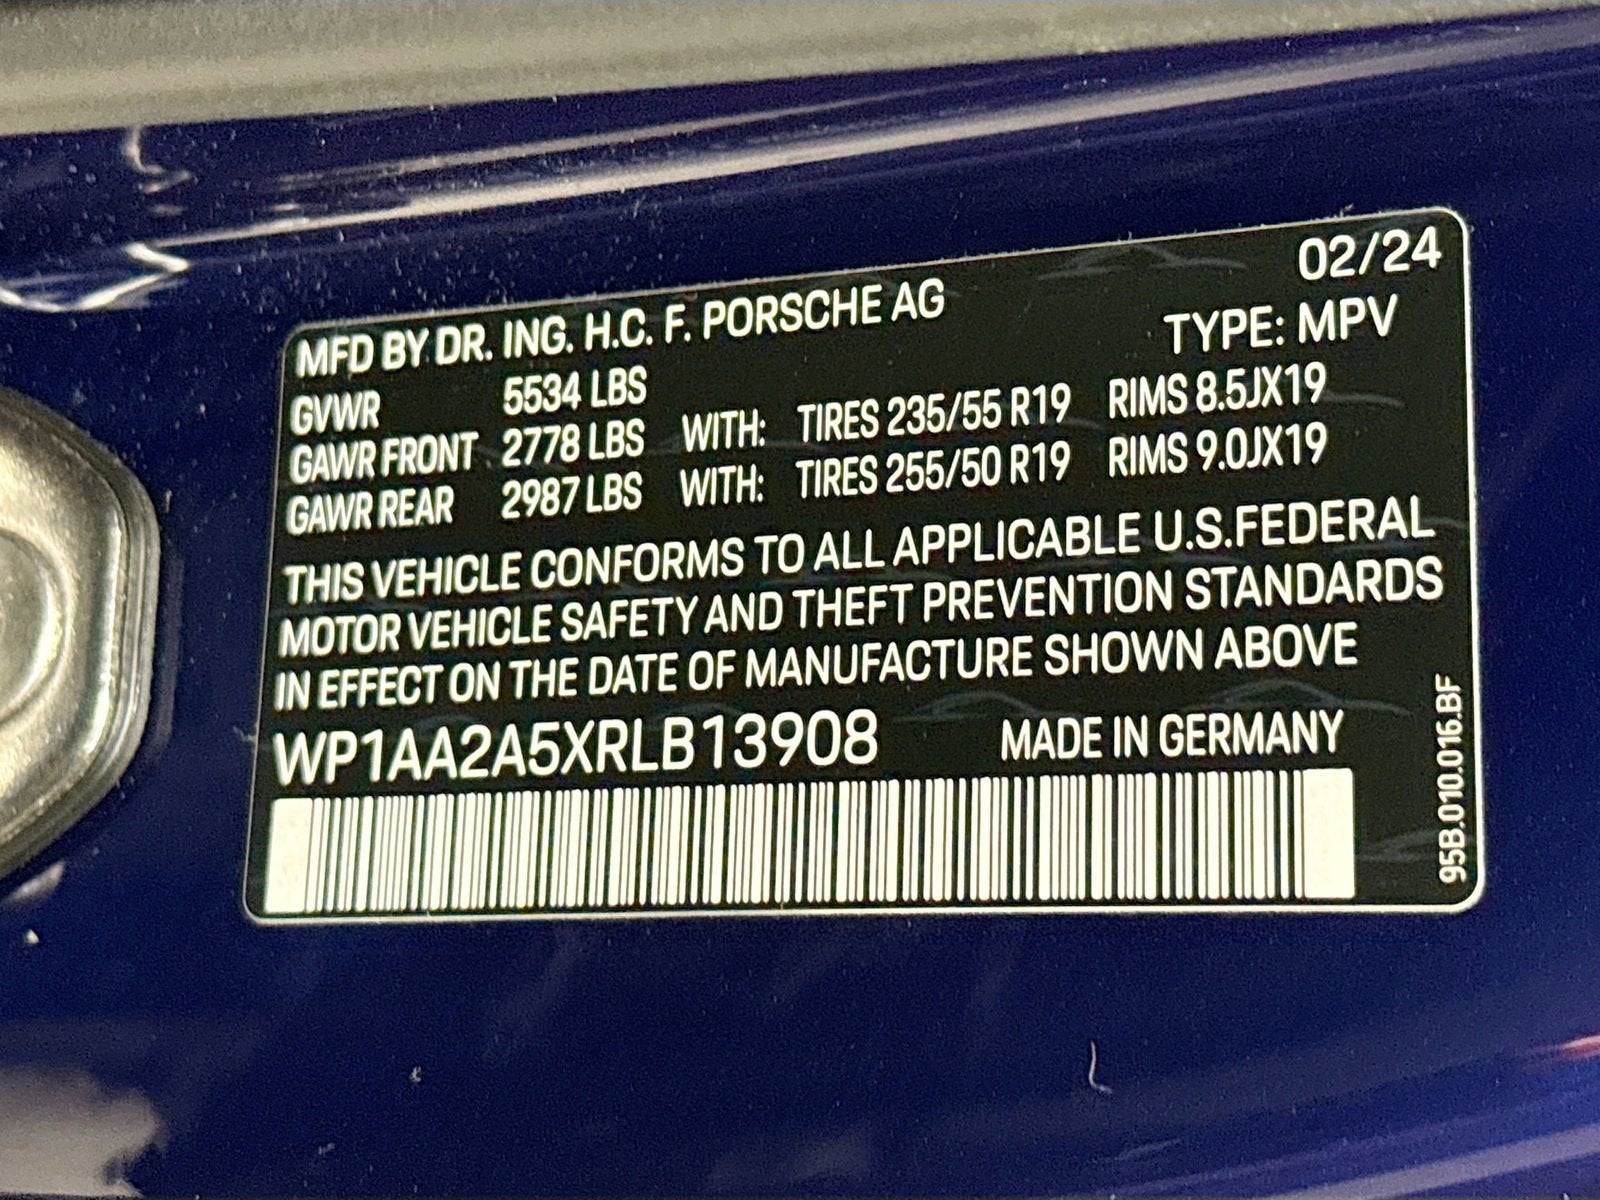 02/24
MFD BY DR. ING. H.C. F. PORSCHE AG TYPE: MPV
GVWR 5534 LBS
GAWR FRONT 2778 LBS WITH: TIRES 235/55 R19 RIMS 8.5JX19
GAWR REAR 2987 LBS WITH: TIRES 255/50 R19 RIMS 9.0JX19
THIS VEHICLE CONFORMS TO ALL APPLICABLE U.S.FEDERAL
MOTOR VEHICLE SAFETY AND THEFT PREVENTION STANDARDS
IN EFFECT ON THE DATE OF MANUFACTURE SHOWN ABOVE
WP1AA2A5XRLB13908 MADE IN GERMANY
95B.010.016.BF